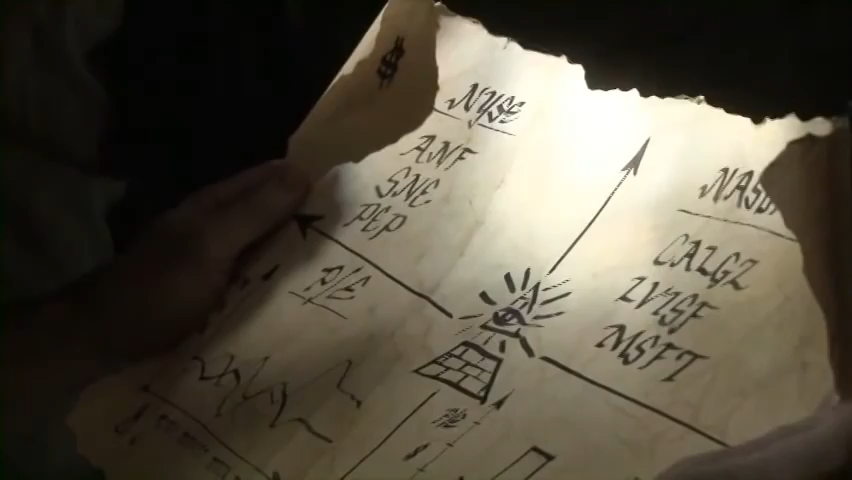 $
NYSE
ANF
SNE
PEP
P/E
NASD
CALGZ
LVISF
MSFT